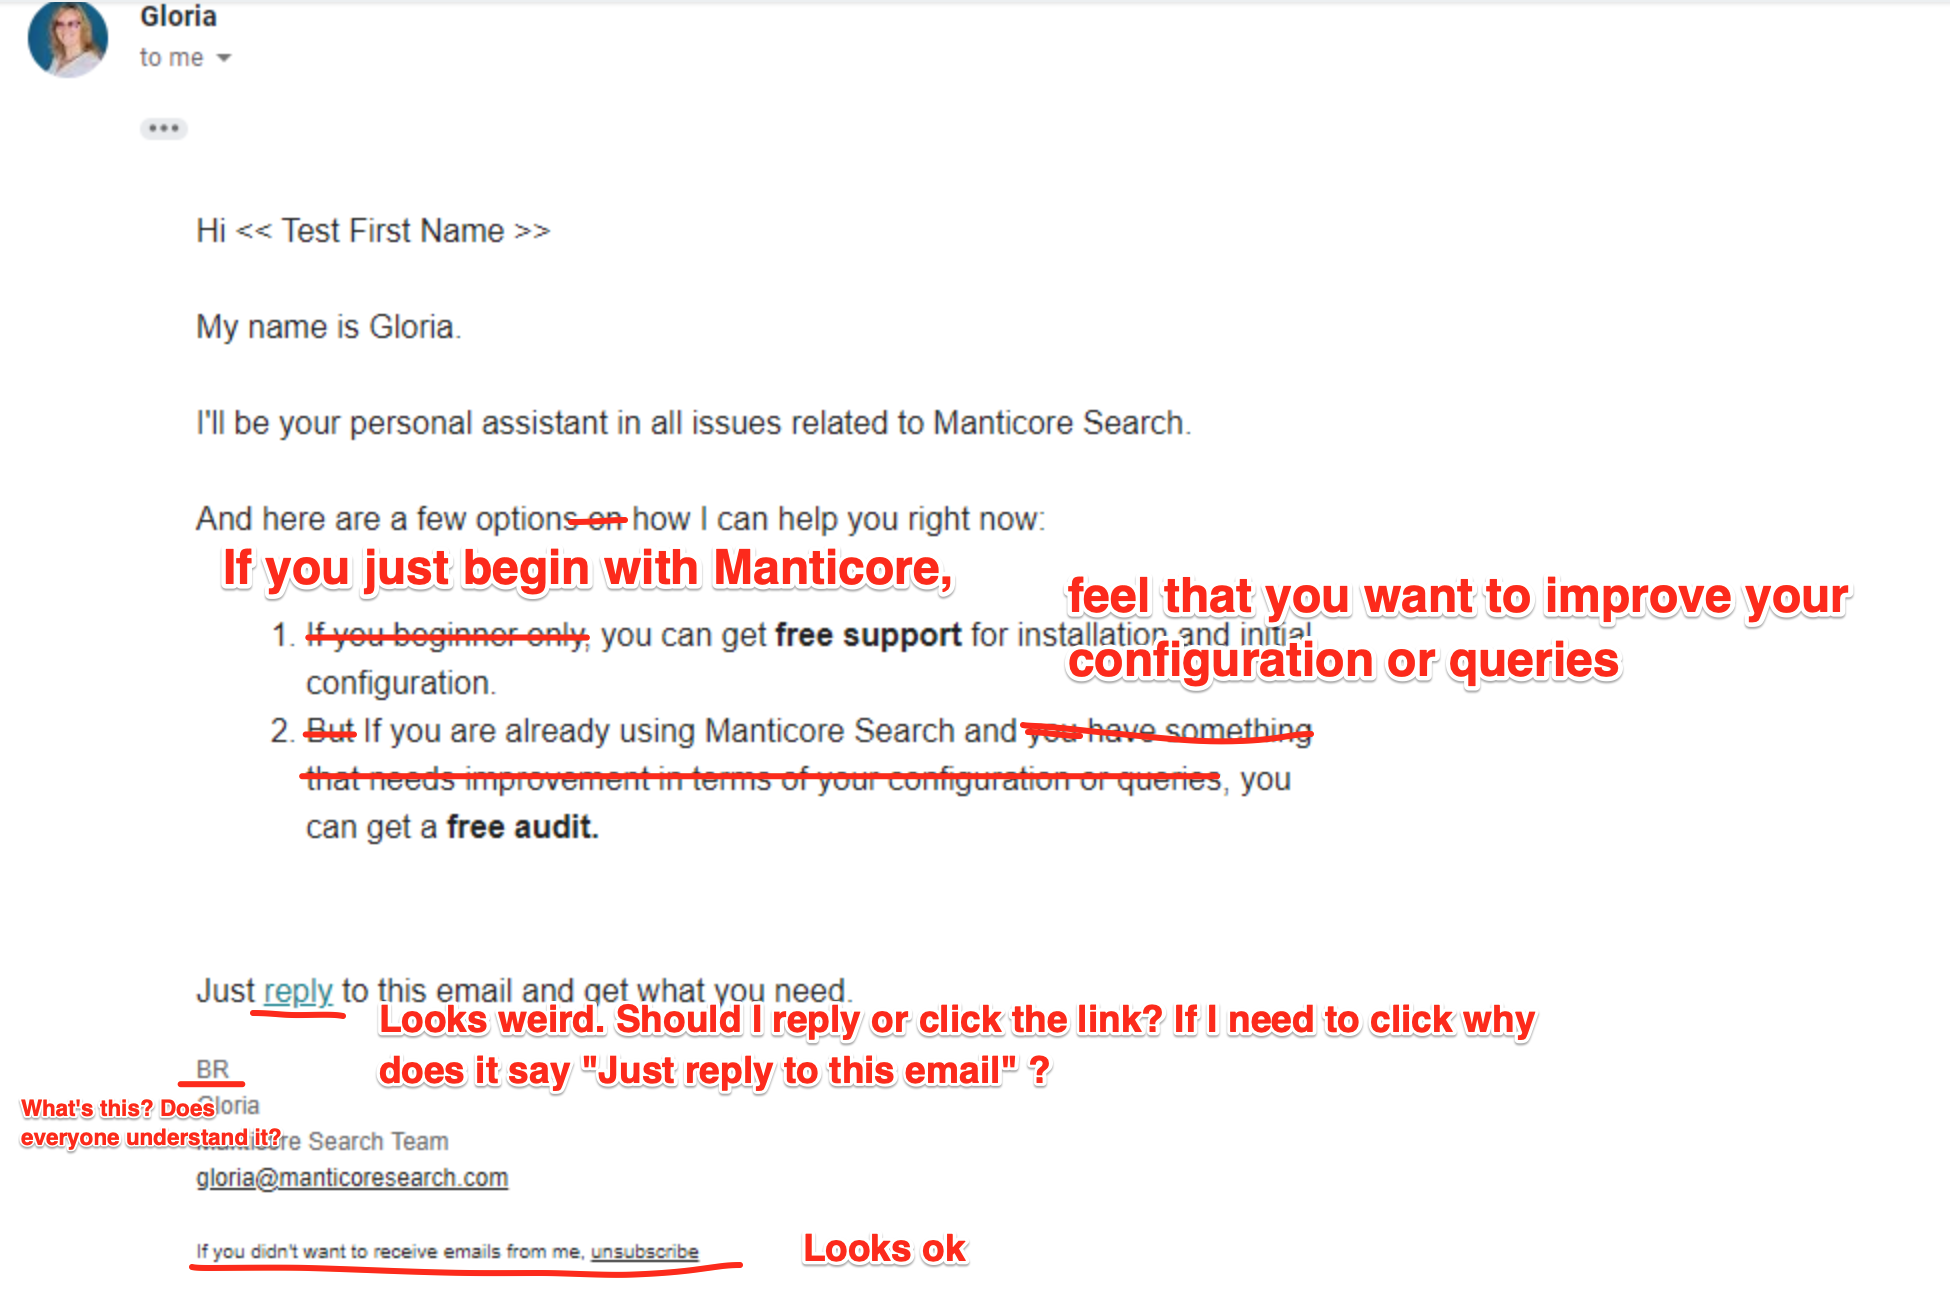 Gloria
to me
Hi << Test First Name >>
My name is Gloria.
I'll be your personal assistant in all issues related to Manticore Search.
And here are a few options on how I can help you right now:
If you just begin with Manticore,
feel that you want to improve your
configuration or queries
1. If you beginner only, you can get free support for installation and initial
configuration.
2. But If you are already using Manticore Search and you have something
that needs improvement in terms of your configuration or queries, you
can get a free audit.
Just reply to this email and get what you need.
Looks weird. Should I reply or click the link? If I need to click why
does it say "Just reply to this email" ?
BR
What's this? Does
everyone understand it?
Gloria
Manticore Search Team
gloria@manticoresearch.com
If you didn't want to receive emails from me, unsubscribe
Looks ok